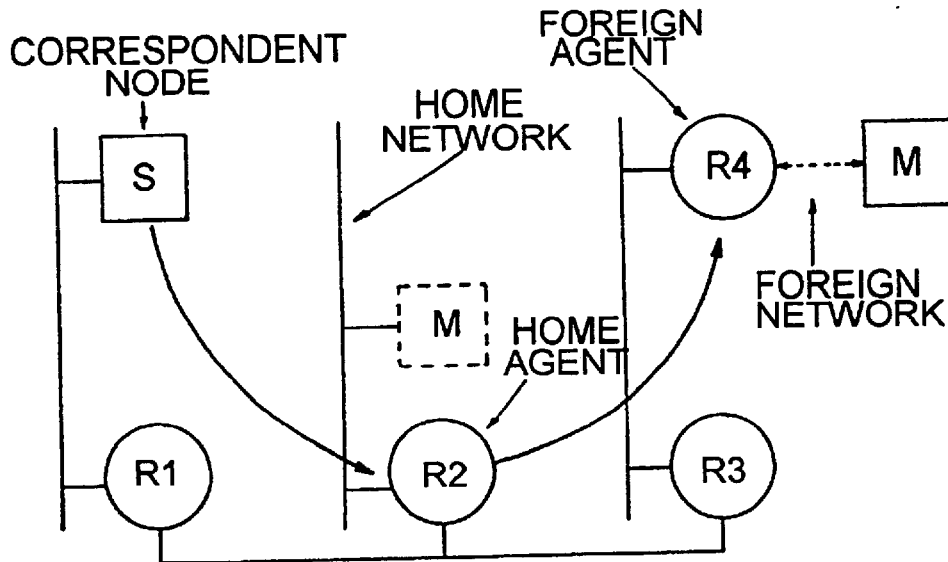 CORRESPONDENT
NODE
S
R1
HOME
NETWORK
M
HOME
AGENT
R2
FOREIGN
AGENT
R4
M
FOREIGN
NETWORK
R3